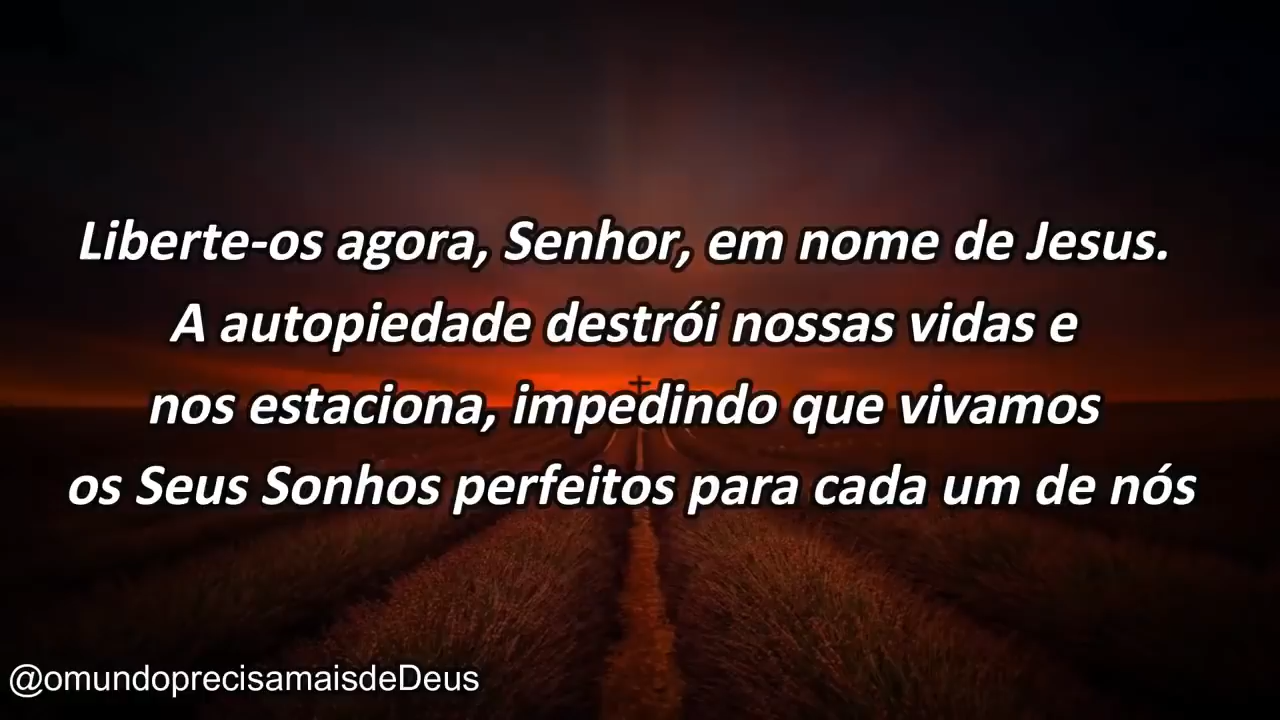 Liberte-os agora, Senhor, em nome de Jesus.
A autopiedade destrói nossas vidas e
nos estaciona, impedindo que vivamos
os Seus Sonhos perfeitos para cada um de nós
@omundoprecisamaisdeDeus